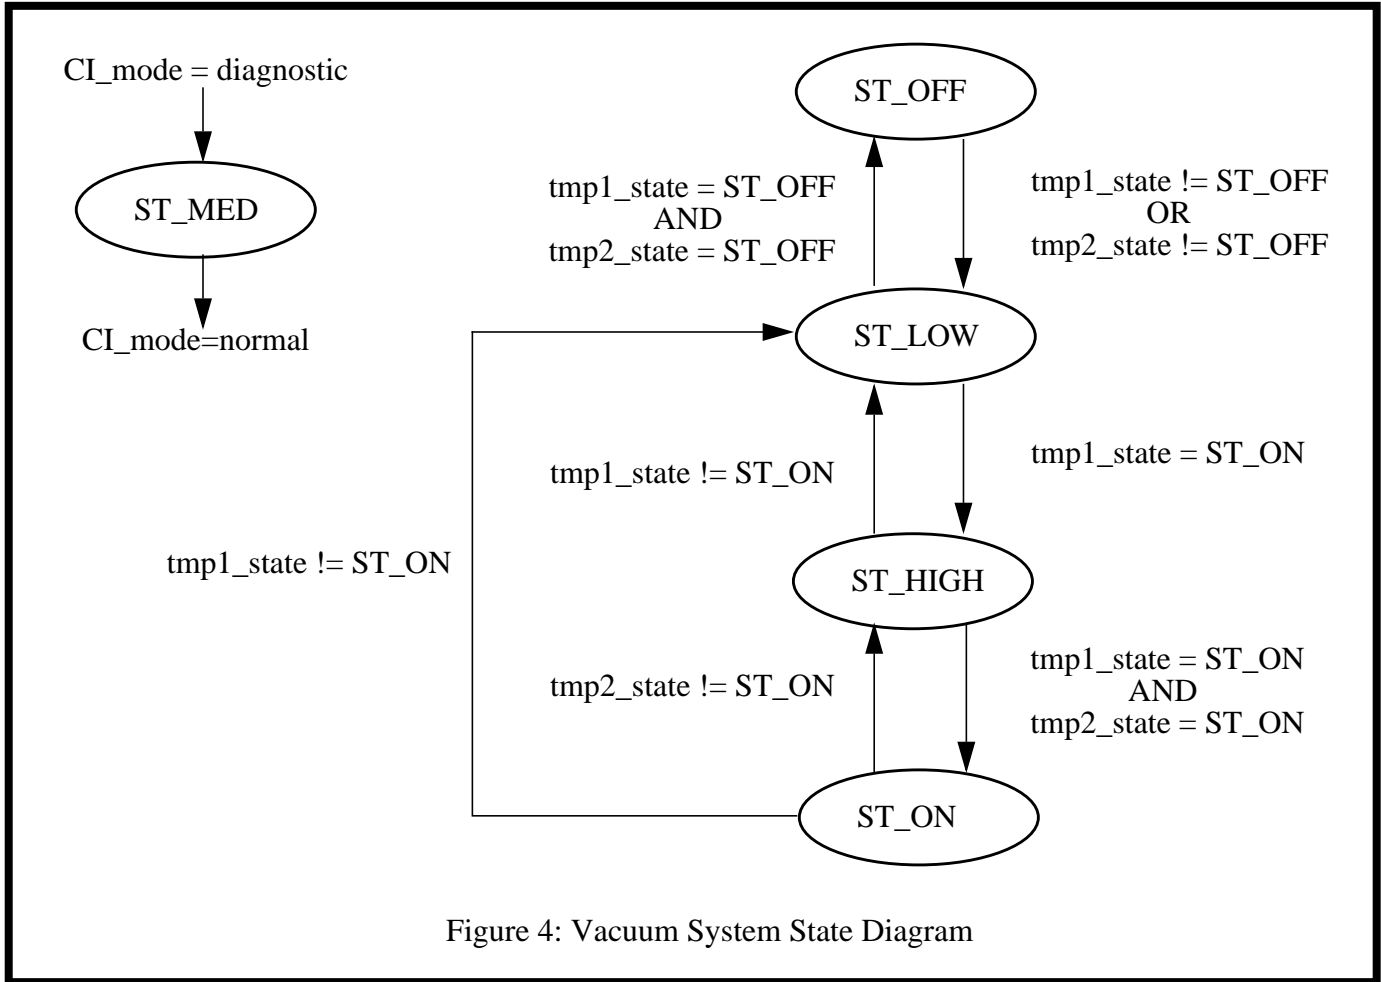 CI_mode = diagnostic
ST_MED
CI_mode=normal
ST_OFF
tmp1_state = ST_OFF
AND
tmp2_state = ST_OFF
tmp1_state != ST_OFF
OR
tmp2_state != ST_OFF
ST_LOW
tmp1_state != ST_ON
tmp1_state = ST_ON
tmp1_state != ST_ON
ST_HIGH
tmp2_state != ST_ON
tmp1_state = ST_ON
AND
tmp2_state = ST_ON
ST_ON
Figure 4: Vacuum System State Diagram